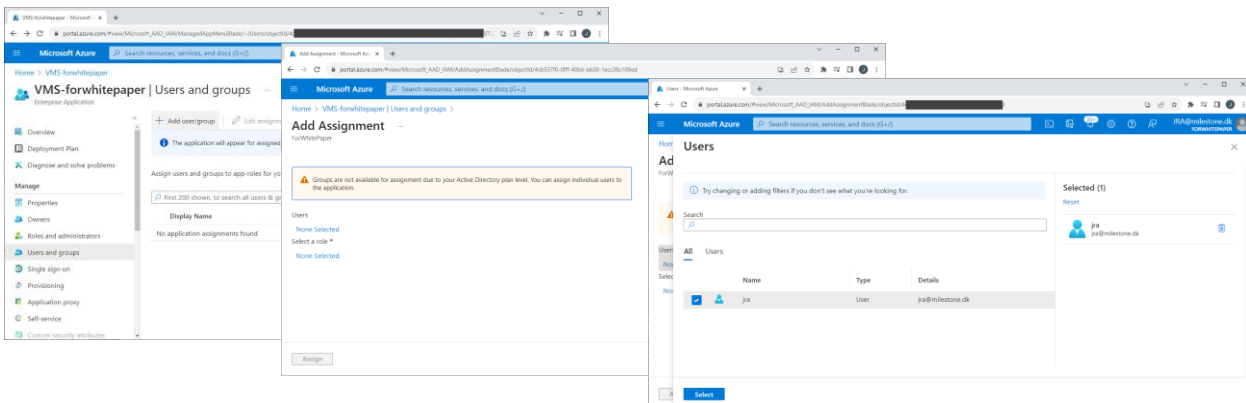 VMS-forwhitepaper - Microsoft
portal.azure.com/#view/Microsoft_AAD_IAM/ManagedAppMenuBlade/~/Users/objectId/4
Microsoft Azure
Search resources, services, and docs (G+/)
Home > VMS-forwhitepaper
VMS-forwhitepaper | Users and groups
Enterprise Application
Overview
Deployment Plan
Diagnose and solve problems
Manage
Properties
Owners
Roles and administrators
Users and groups
Single sign-on
Provisioning
Application proxy
Self-service
Custom security attributes
Add user/group
Edit assignm
The application will appear for assigned
Assign users and groups to app-roles for yo
First 200 shown, to search all users & gr
Display Name
No application assignments found
Add Assignment - Microsoft Az
portal.azure.com/#view/Microsoft_AAD_IAM/AddAssignmentBlade/objectId/
Microsoft Azure
Search resources, services, and docs (G+/)
Home > VMS-forwhitepaper | Users and groups >
Add Assignment
ForWhitePaper
Groups are not available for assignment due to your Active Directory plan level. You can assign individual users to
the application.
Users
None Selected
Select a role *
None Selected
Assign
Users - Microsoft Azure
portal.azure.com/#view/Microsoft_AAD_IAM/AddAssignmentBlade/objectId/4
Microsoft Azure
Search resources, services, and docs (G+/)
JRA@milestone.dk
FORWHITEPAPER
Hom
Ad
ForW
Users
Selec
Users
Try changing or adding filters if you don't see what you're looking for.
Search
All
Users
Name
Type
Details
jra
User
jra@milestone.dk
Selected (1)
Reset
jra
jra@milestone.dk
Select